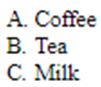 A. Coffee
B. Tea
C. Milk